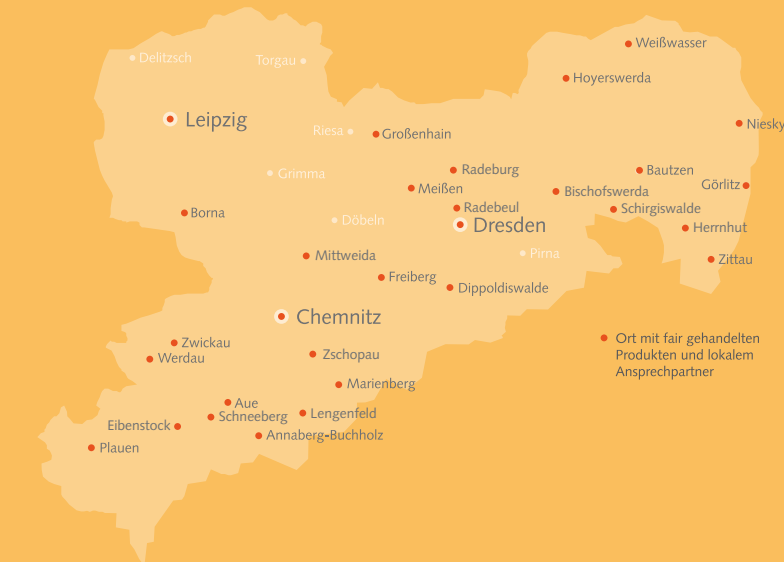 Weißwasser
Delitzsch
Torgau
Hoyerswerda
Leipzig
Niesky
Riesa
Großenhain
Radeburg
Bautzen
Grimma
Görlitz
Meißen
Bischofswerda
Radebeul
Schirgiswalde
Borna
Döbeln
Dresden
Herrnhut
Mittweida
Pirna
Zittau
Freiberg
Dippoldiswalde
Chemnitz
Ort mit fair gehandelten
Produkten und lokalem
Ansprechpartner
Zwickau
Zschopau
Werdau
Marienberg
Aue
Lengenfeld
Schneeberg
Eibenstock
Annaberg-Buchholz
Plauen